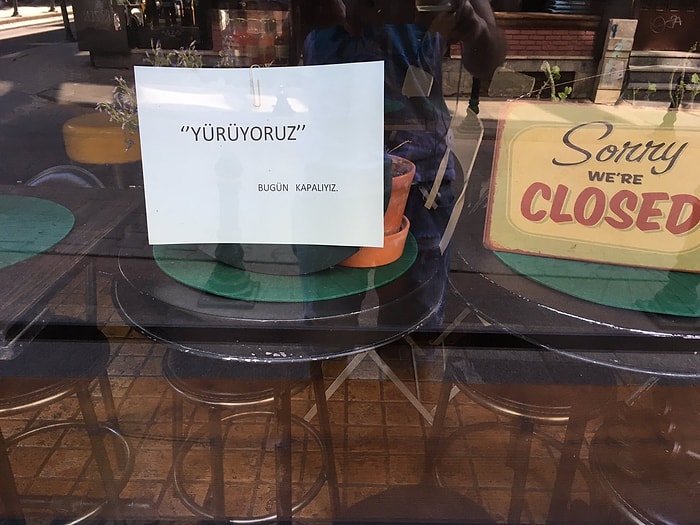 ‘’YÜRÜYORUZ’’
BUGÜN KAPALIYIZ.
Sorry
WE'RE
CLOSED